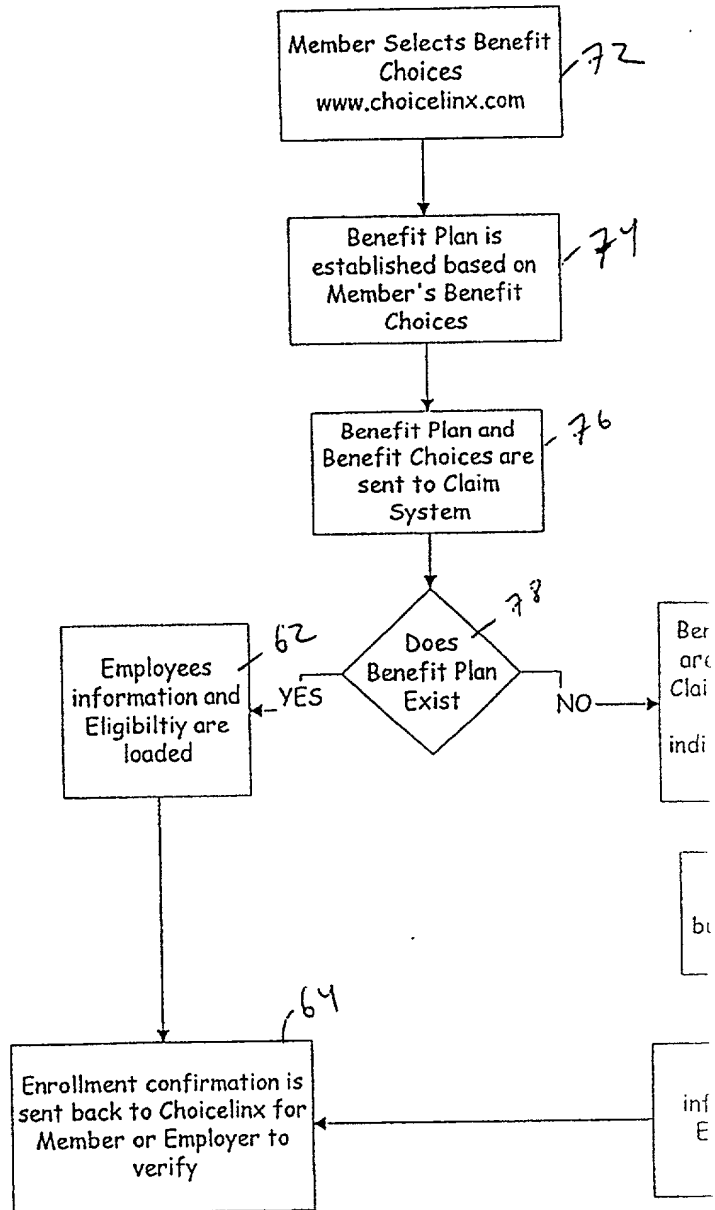 Member Selects Benefit
Choices
www.choicelinx.com
72
Benefit Plan is
established based on
Member's Benefit
Choices
74
Benefit Plan and
Benefit Choices are
sent to Claim
System
76
Does
Benefit Plan
Exist
78
YES
NO
Employees
information and
Eligibiltiy are
loaded
62
Enrollment confirmation is
sent back to Choicelinx for
Member or Employer to
verify
64